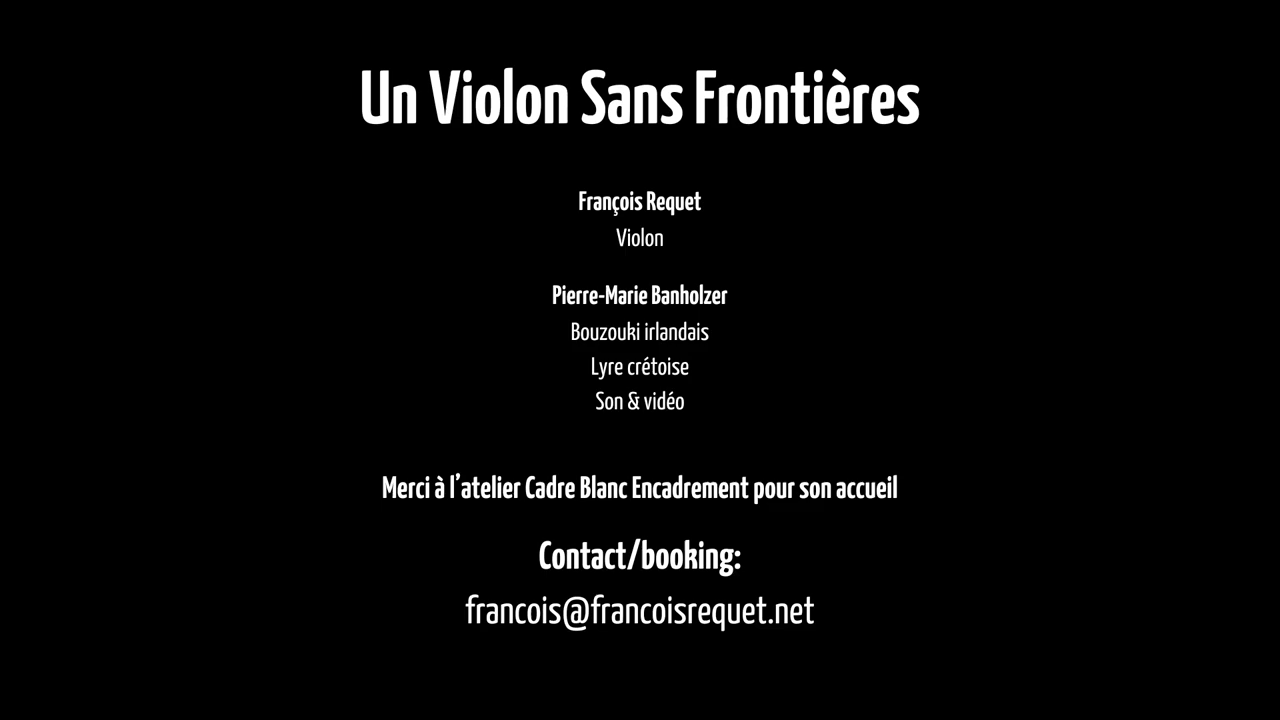 Un Violon Sans Frontières
François Requet
Violon
Pierre-Marie Banholzer
Bouzouki irlandais
Lyre crétoise
Son & vidéo
Merci à l’atelier Cadre Blanc Encadrement pour son accueil
Contact/booking:
francois@francoisrequet.net